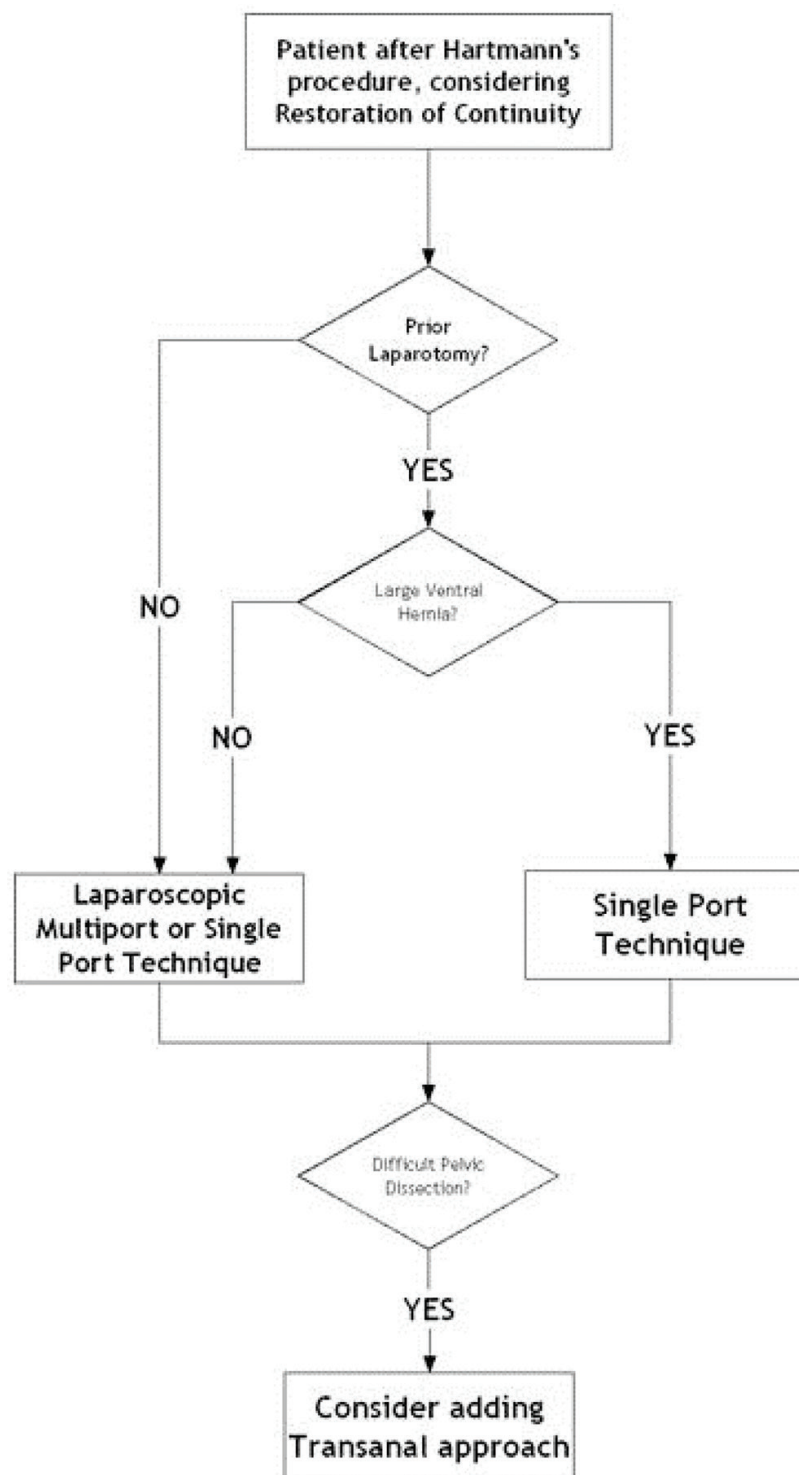 Patient after Hartmann's
procedure, considering
Restoration of Continuity
Prior
Laparotomy?
YES
Large Ventral
Hernia?
NO
NO
YES
Laparoscopic
Multiport or Single
Port Technique
Single Port
Technique
Difficult Pelvic
Dissection?
YES
Consider adding
Transanal approach